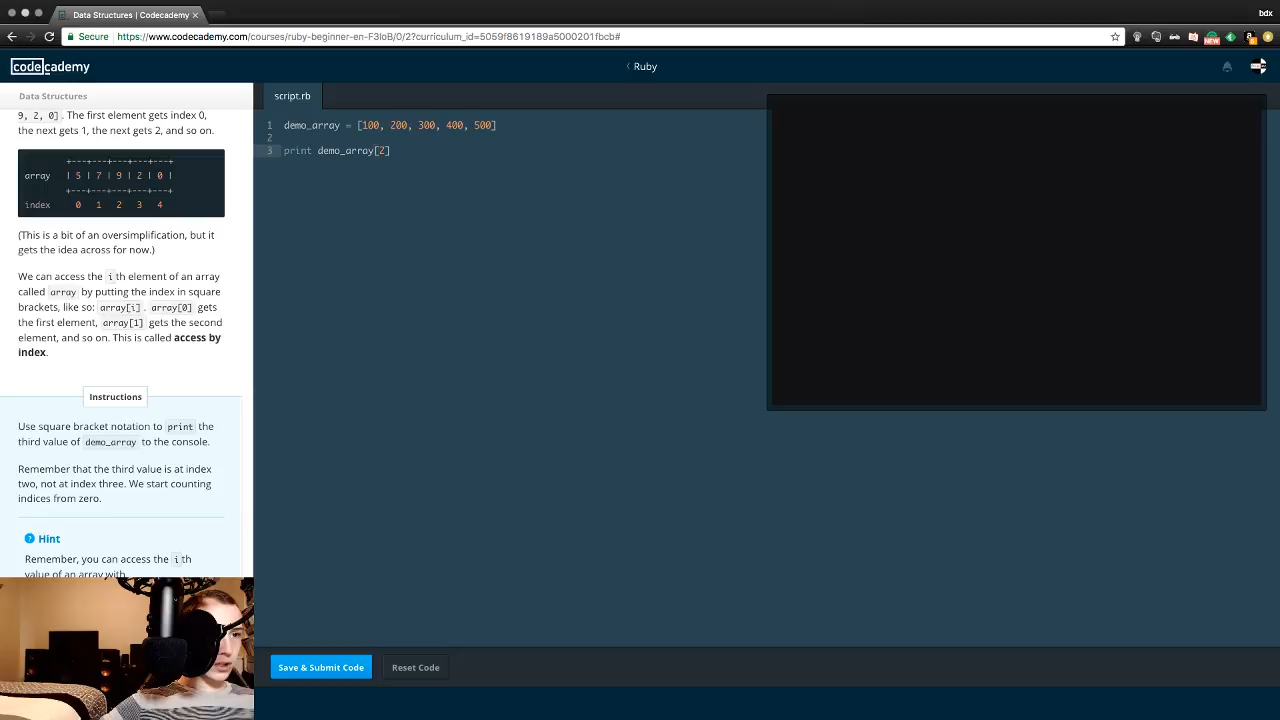 Data Structures | Codecademy
bdx
Secure
https://www.codecademy.com/courses/ruby-beginner-en-F3loB/0/2?curriculum_id=5059f8619189a5000201fbcb#
codecademy
Ruby
Data Structures
script.rb
9, 2, 0] . The first element gets index 0,
the next gets 1, the next gets 2, and so on.
+---+---+---+---+---+
array | 5 | 7 | 9 | 2 | 0 |
+---+---+---+---+---+
index 0 1 2 3 4
(This is a bit of an oversimplification, but it
gets the idea across for now.)
We can access the i th element of an array
called array by putting the index in square
brackets, like so: array[i] . array[0] gets
the first element, array[1] gets the second
element, and so on. This is called access by
index.
Instructions
Use square bracket notation to print the
third value of demo_array to the console.
Remember that the third value is at index
two, not at index three. We start counting
indices from zero.
? Hint
Remember, you can access the i th
value of an array with
1 demo_array = [100, 200, 300, 400, 500]
2
3 print demo_array[2]
Save & Submit Code
Reset Code